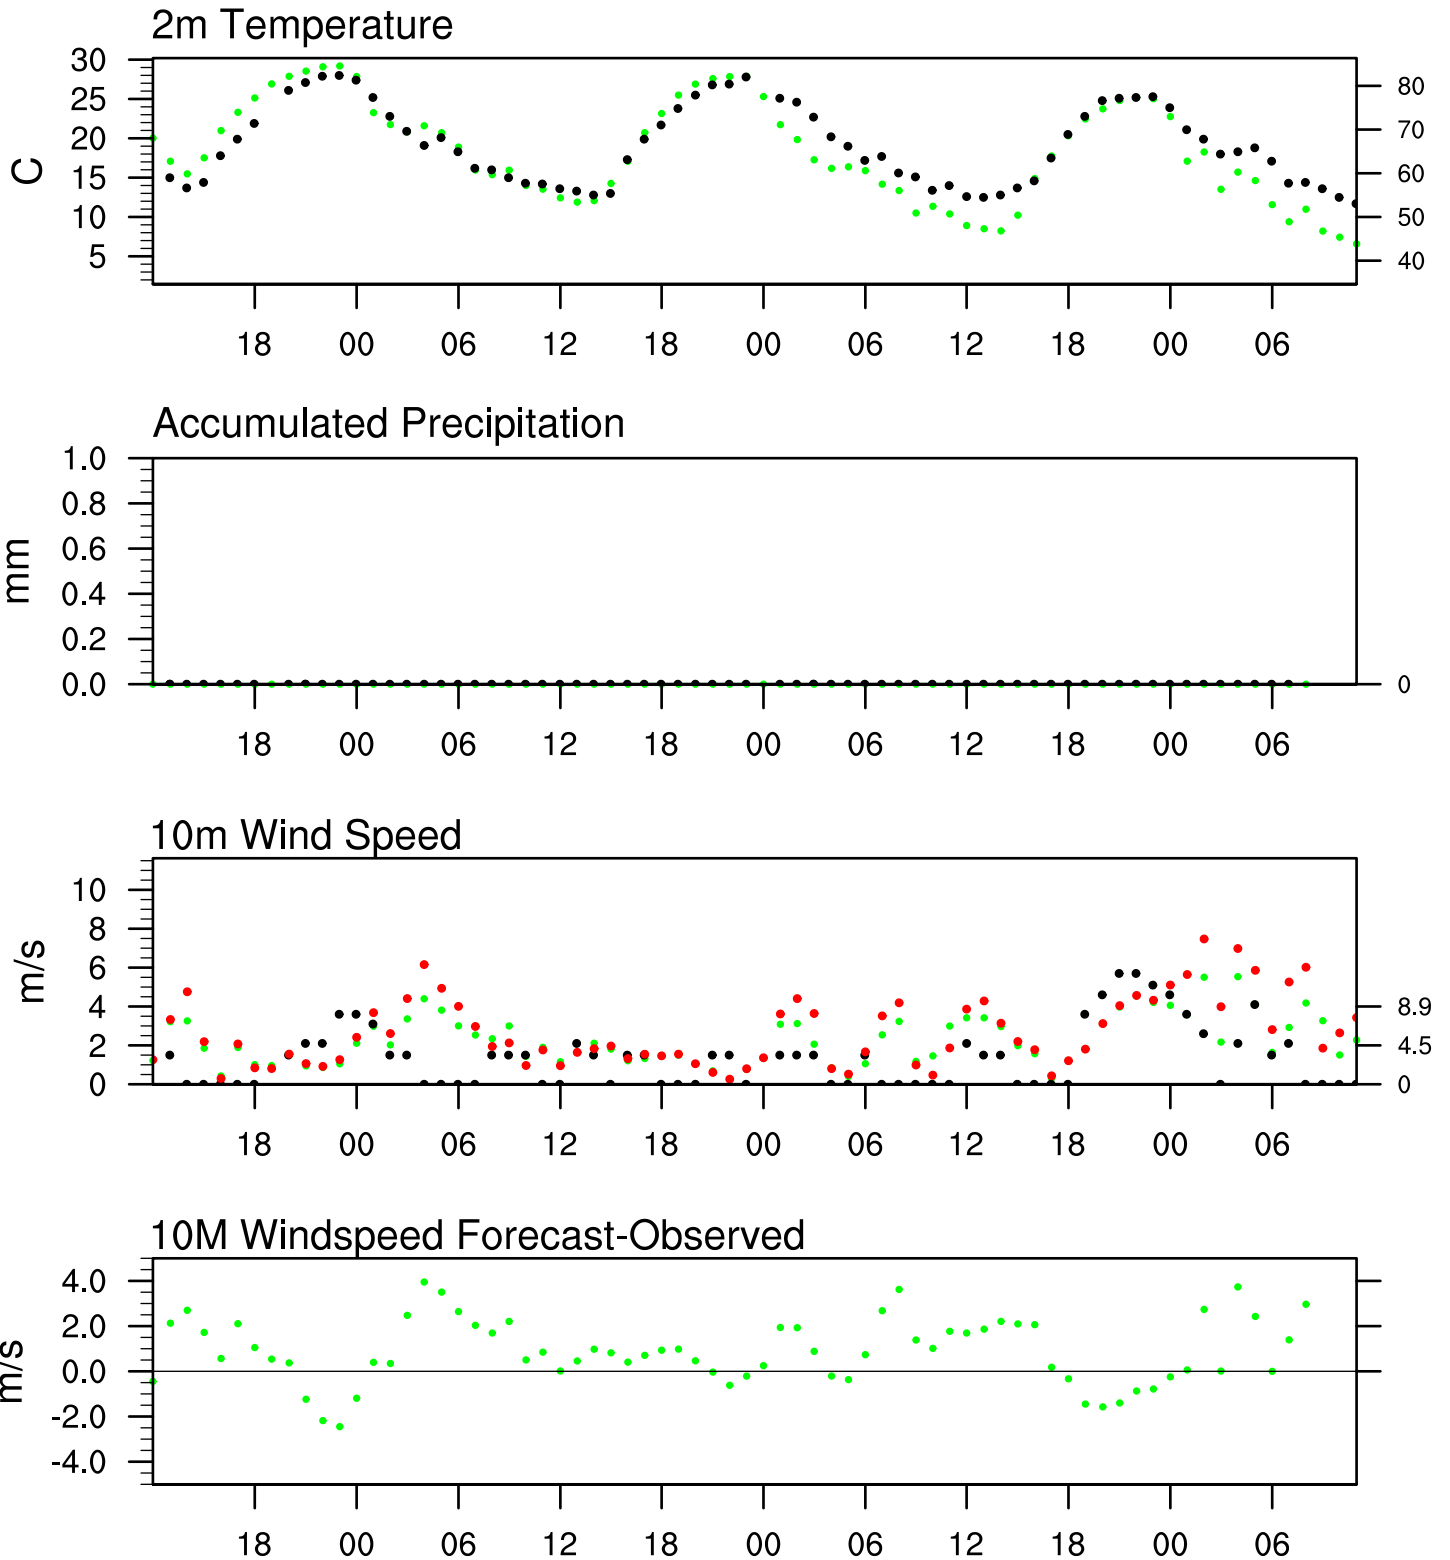 2m Temperature
30
25
20
15
10
5
C
80
70
60
50
40
18 00 06 12 18 00 06 12 18 00 06
Accumulated Precipitation
1.0
0.8
0.6
0.4
0.2
0.0
mm
0
18 00 06 12 18 00 06 12 18 00 06
10m Wind Speed
10
8
6
4
2
0
m/s
8.9
4.5
0
18 00 06 12 18 00 06 12 18 00 06
10M Windspeed Forecast-Observed
4.0
2.0
0.0
-2.0
-4.0
m/s
18 00 06 12 18 00 06 12 18 00 06